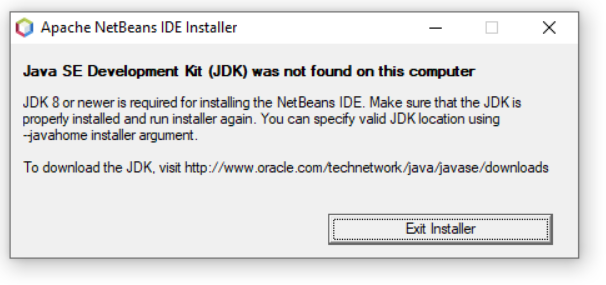 Apache NetBeans IDE Installer
Java SE Development Kit (JDK) was not found on this computer
JDK 8 or newer is required for installing the NetBeans IDE. Make sure that the JDK is
properly installed and run installer again. You can specify valid JDK location using
--javahome installer argument.
To download the JDK, visit http://www.oracle.com/technetwork/java/javase/downloads
Exit Installer